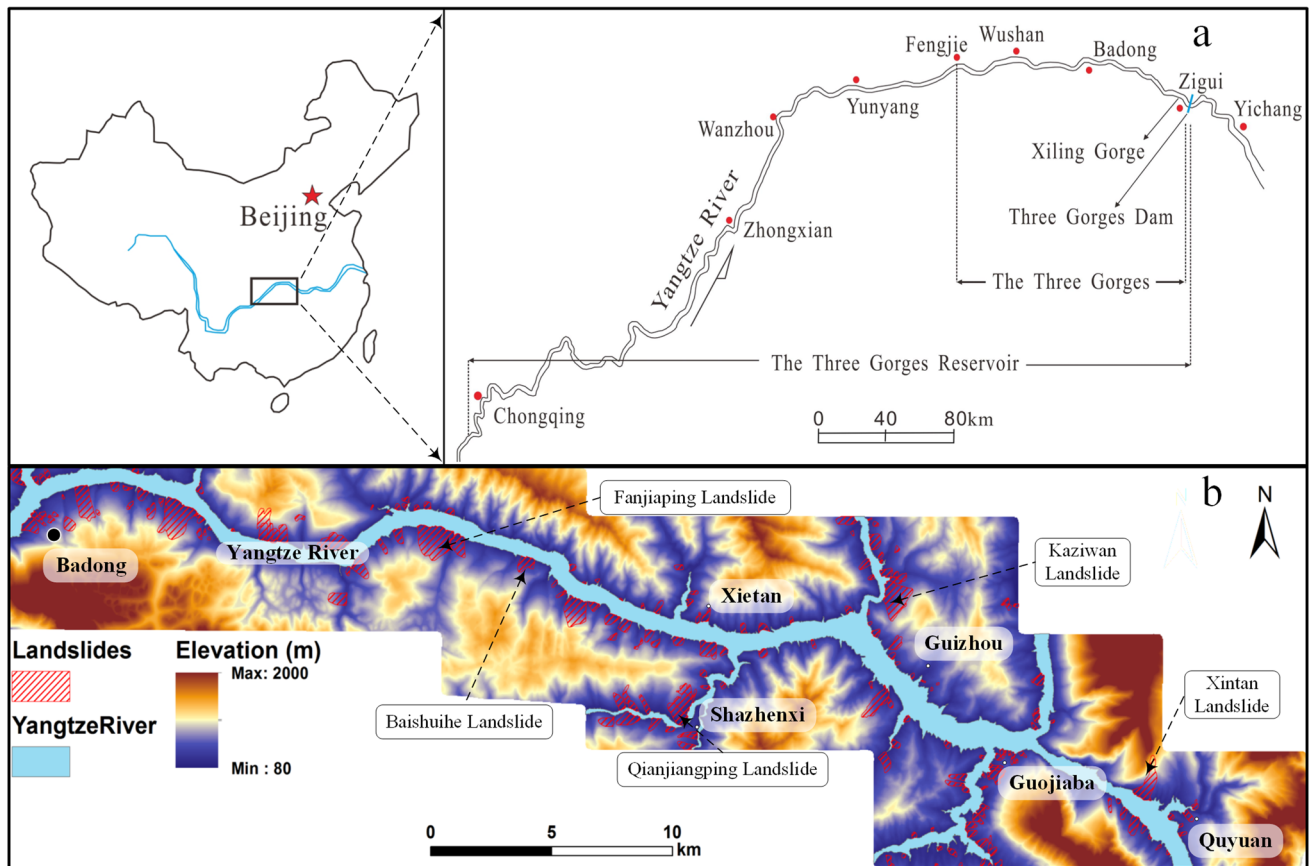 Beijing
a
Fengjie
Wushan
Badong
Zigui
Yichang
Yunyang
Wanzhou
Xiling Gorge
Three Gorges Dam
Yangtze River
Zhongxian
The Three Gorges
The Three Gorges Reservoir
Chongqing
0 40 80km
b
N
N
Fanjiaping Landslide
Kaziwan
Landslide
Badong
Yangtze River
Xietan
Guizhou
Landslides
Elevation (m)
Max: 2000
Min : 80
YangtzeRiver
Baishuihe Landslide
Shazhenxi
Xintan
Landslide
Qianjiangping Landslide
Guojiaba
Quyuan
0 5 10
km